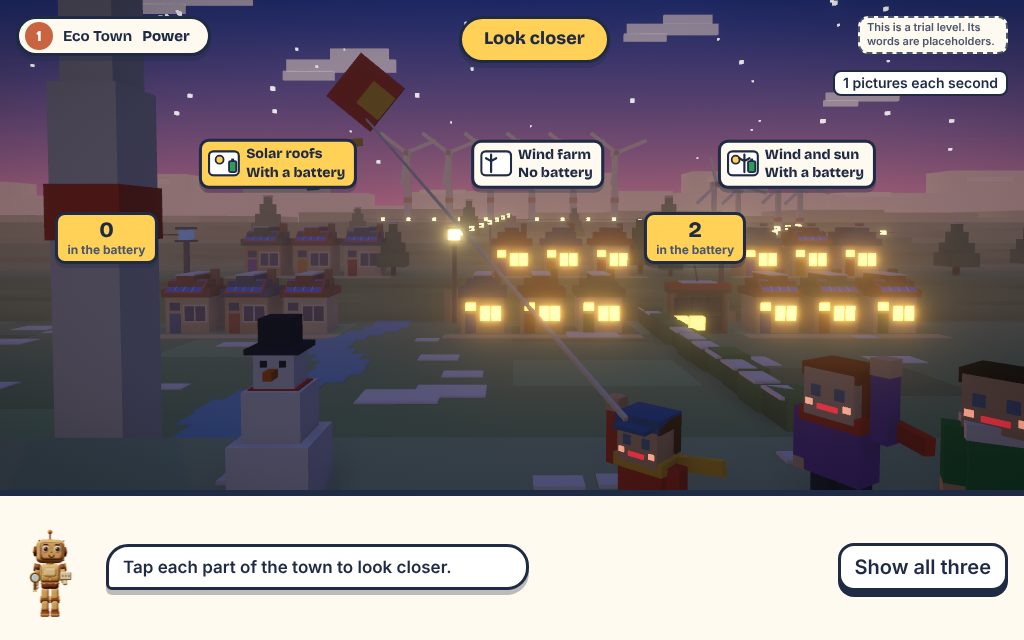 1 Eco Town Power
Look closer
This is a trial level. Its
words are placeholders.
1 pictures each second
Solar roofs
With a battery
Wind farm
No battery
Wind and sun
With a battery
0
in the battery
2
in the battery
Tap each part of the town to look closer.
Show all three